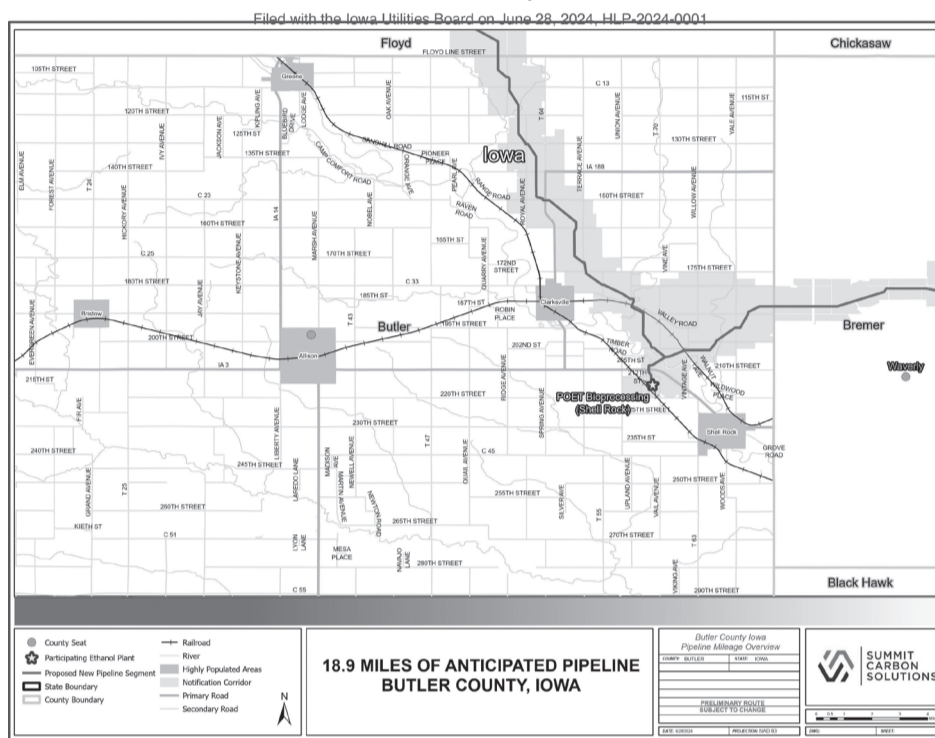 Filed with the Iowa Utilities Board on June 28, 2024, HLP-2024-0001
Floyd
Chickasaw
FLOYD LINE STREET
105TH STREET
Greene
C 13
115TH ST
KIPLING AVE
BLUEBIRD DRIVE
LODGE AVE
OAK AVENUE
T 64
UNION AVENUE
T 70
YALE AVENUE
120TH STREET
125TH ST
130TH STREET
IVY AVENUE
JACKSON AVE
135TH STREET
CAMP COMFORT ROAD
PIONEER PLACE
Iowa
ELM AVENUE
FOREST AVENUE
T 24
140TH STREET
ORANGE AVE
PEARL AVE
RANGE ROAD
ROYAL AVENUE
TERRACE AVENUE
IA 188
150TH STREET
WILLOW AVENUE
HICKORY AVENUE
C 23
IA 14
NOBEL AVE
RAVEN ROAD
160TH STREET
MARSH AVENUE
165TH ST
QUARRY AVENUE
KEYSTONE AVENUE
C 25
170TH STREET
172ND STREET
VINE AVE
175TH STREET
180TH STREET
C 33
185TH STREET
187TH ST
Clarksville
JAY AVENUE
EVERGREEN AVENUE
Bristow
T 43
Butler
195TH STREET
ROBIN PLACE
VALLEY ROAD
Bremer
200TH STREET
Allison
202ND ST
TIMBER ROAD
IA 3
RIDGE AVENUE
WALNUT AVE
210TH STREET
Waverly
215TH ST
VINTAGE AVE
WILDWOOD PLACE
220TH STREET
POET Bioprocessing
(Shell Rock)
FIR AVE
LIBERTY AVENUE
230TH STREET
SPRING AVENUE
Shell Rock
235TH ST
GROVE ROAD
240TH STREET
245TH STREET
MADISON AVE
NEWELL AVENUE
T 47
QUAIL AVENUE
C 45
250TH STREET
GRAND AVENUE
T 25
LAREDO LANE
MARTIN AVENUE
NEWTON ROAD
255TH STREET
SILVER AVE
UPLAND AVENUE
VAIL AVENUE
WOODS AVE
260TH STREET
265TH STREET
T 55
KIETH ST
C 51
LYON LANE
MESA PLACE
NAVAJO LANE
270TH STREET
T 63
280TH STREET
VIKING AVE
290TH STREET
C 55
Black Hawk
County Seat
Participating Ethanol Plant
Proposed New Pipeline Segment
State Boundary
County Boundary
Railroad
River
Highly Populated Areas
Notification Corridor
Primary Road
Secondary Road
N
18.9 MILES OF ANTICIPATED PIPELINE
BUTLER COUNTY, IOWA
Butler County Iowa
Pipeline Mileage Overview
COUNTY: BUTLER STATE: IOWA
PRELIMINARY ROUTE
SUBJECT TO CHANGE
SUMMIT
CARBON
SOLUTIONS